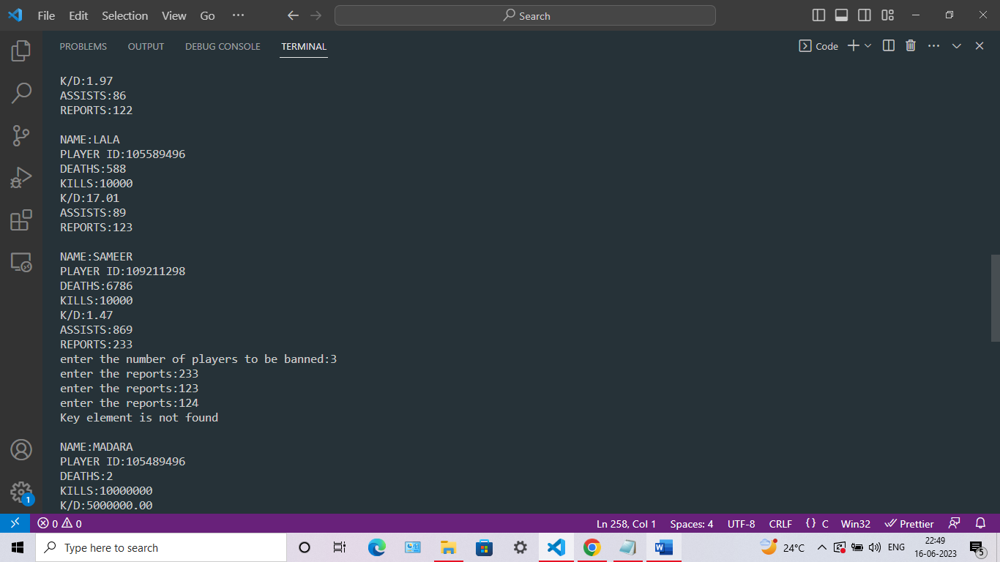 File Edit Selection View Go ··· Search
PROBLEMS OUTPUT DEBUG CONSOLE TERMINAL Code
K/D:1.97
ASSISTS:86
REPORTS:122
NAME:LALA
PLAYER ID:105589496
DEATHS:588
KILLS:10000
K/D:17.01
ASSISTS:89
REPORTS:123
NAME:SAMEER
PLAYER ID:109211298
DEATHS:6786
KILLS:10000
K/D:1.47
ASSISTS:869
REPORTS:233
enter the number of players to be banned:3
enter the reports:233
enter the reports:123
enter the reports:124
Key element is not found
NAME:MADARA
PLAYER ID:105489496
DEATHS:2
KILLS:10000000
K/D:5000000.00
1
0 0 Ln 258, Col 1 Spaces: 4 UTF-8 CRLF {} C Win32 Prettier
Type here to search W 24°C ENG 22:49
16-06-2023 5